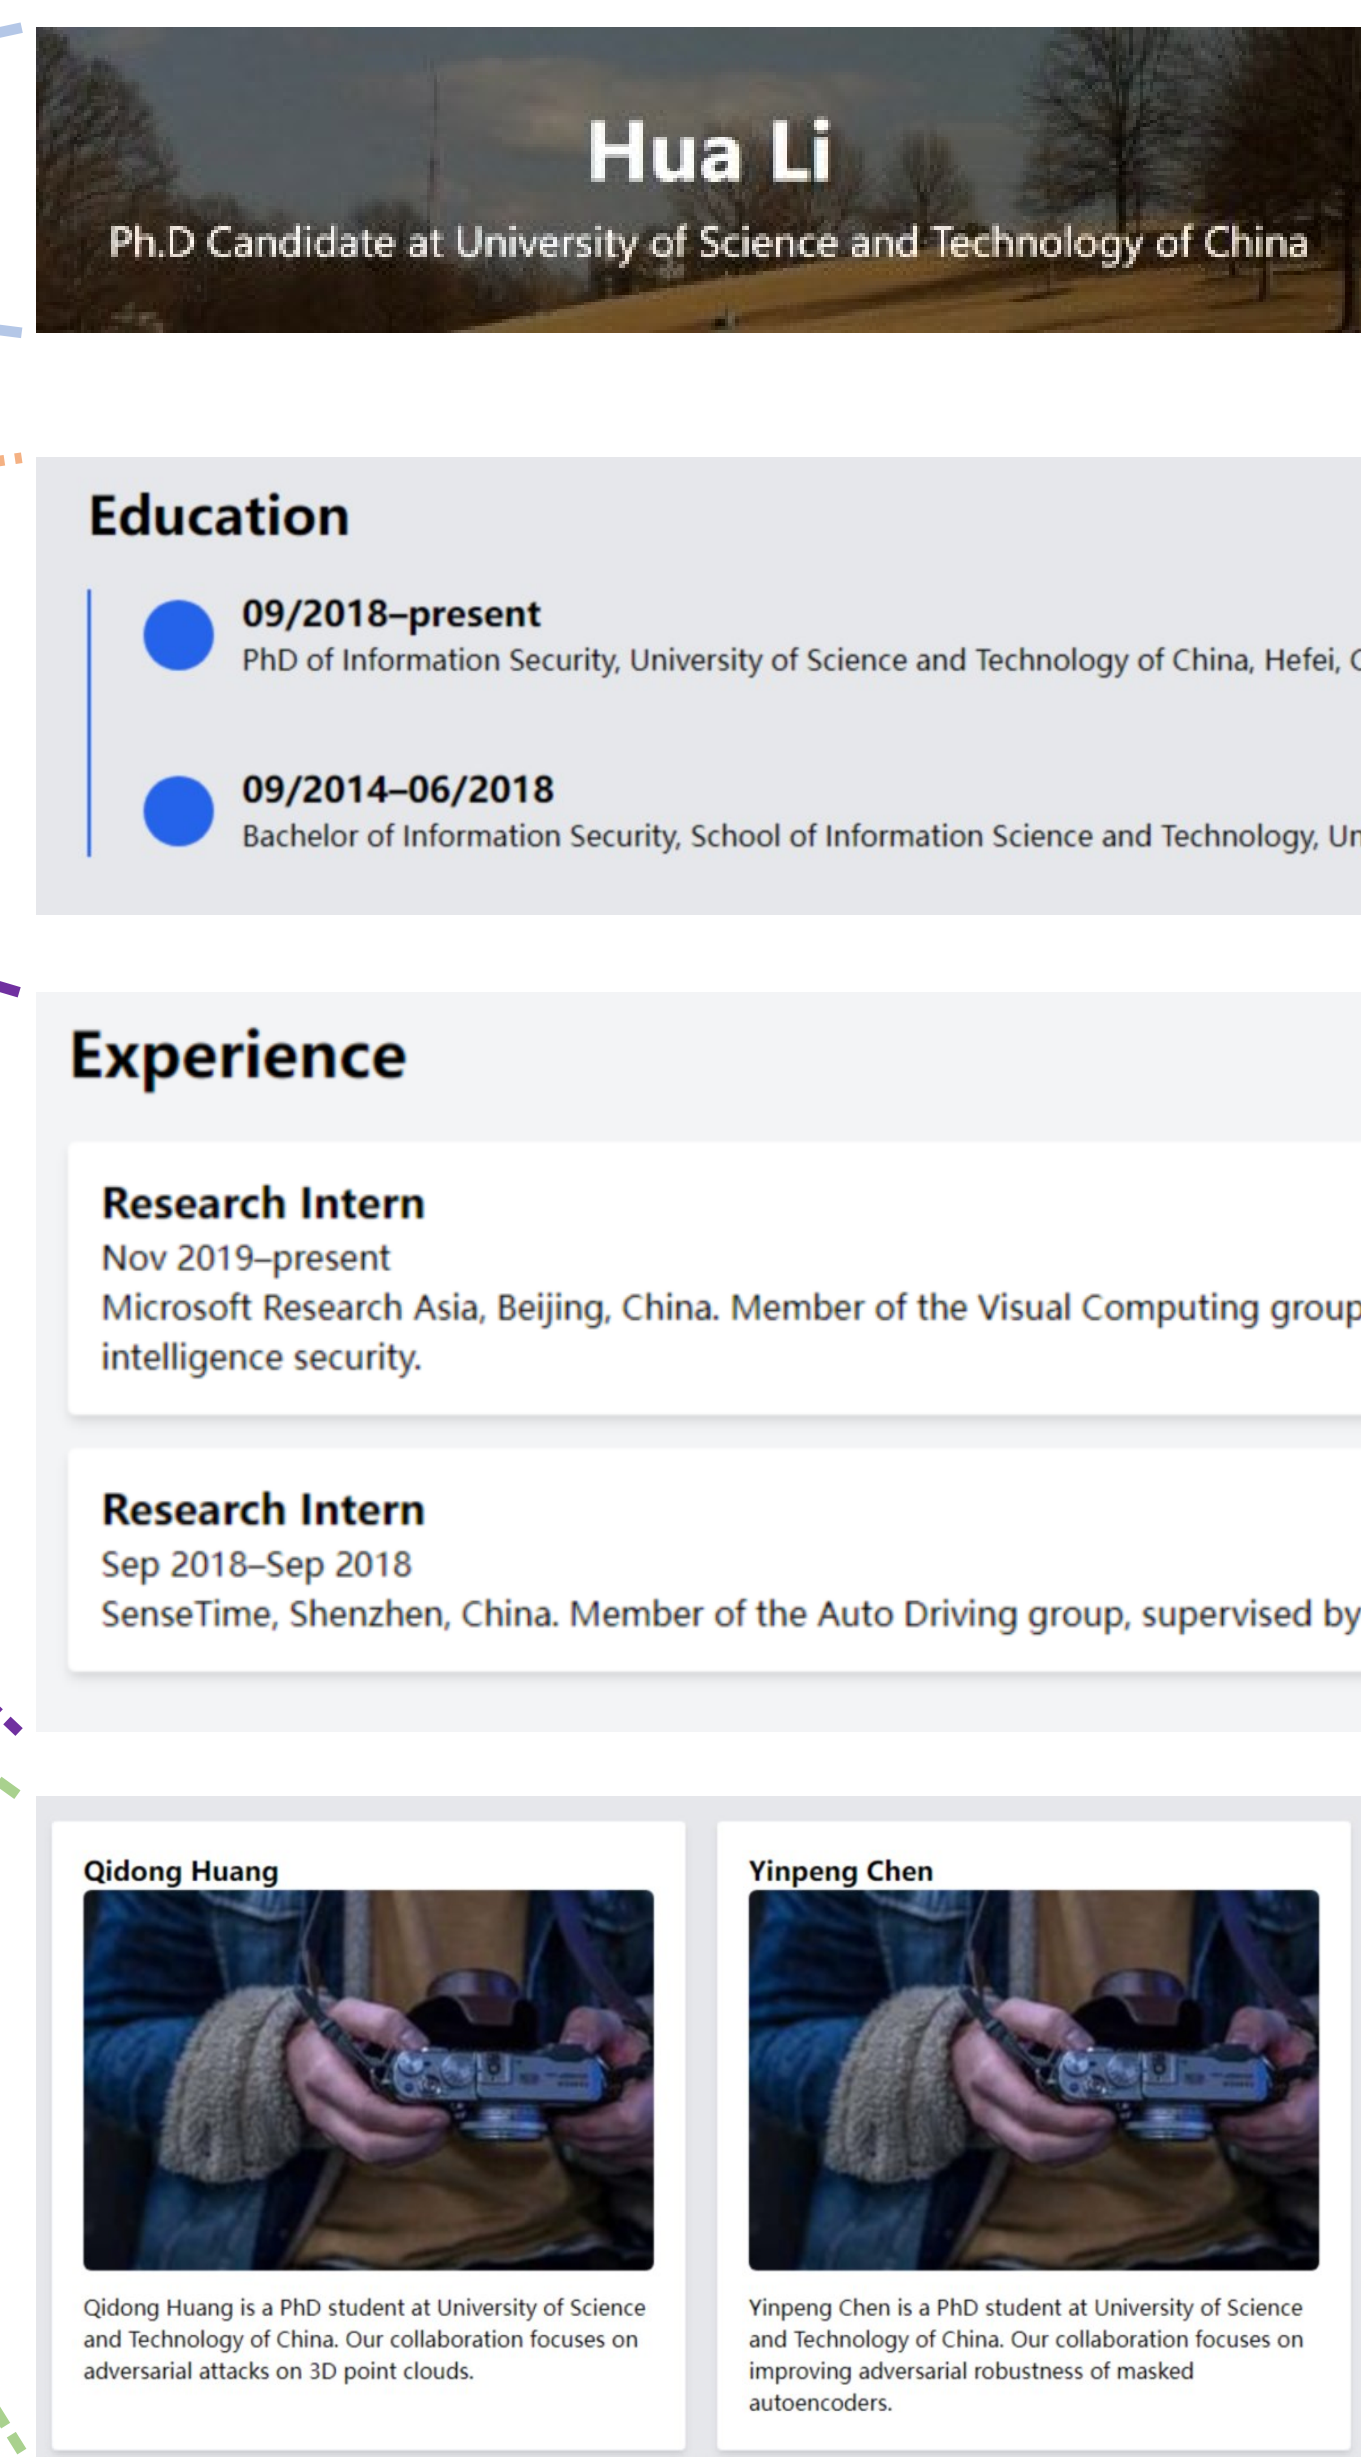 Hua Li
Ph.D Candidate at University of Science and Technology of China
Education
09/2018–present
PhD of Information Security, University of Science and Technology of China, Hefei,
09/2014–06/2018
Bachelor of Information Security, School of Information Science and Technology,
Experience
Research Intern
Nov 2019–present
Microsoft Research Asia, Beijing, China. Member of the Visual Computing group
intelligence security.
Research Intern
Sep 2018–Sep 2018
SenseTime, Shenzhen, China. Member of the Auto Driving group, supervised by
Qidong Huang
Qidong Huang is a PhD student at University of Science
and Technology of China. Our collaboration focuses on
adversarial attacks on 3D point clouds.
Yinpeng Chen
Yinpeng Chen is a PhD student at University of Science
and Technology of China. Our collaboration focuses on
improving adversarial robustness of masked
autoencoders.